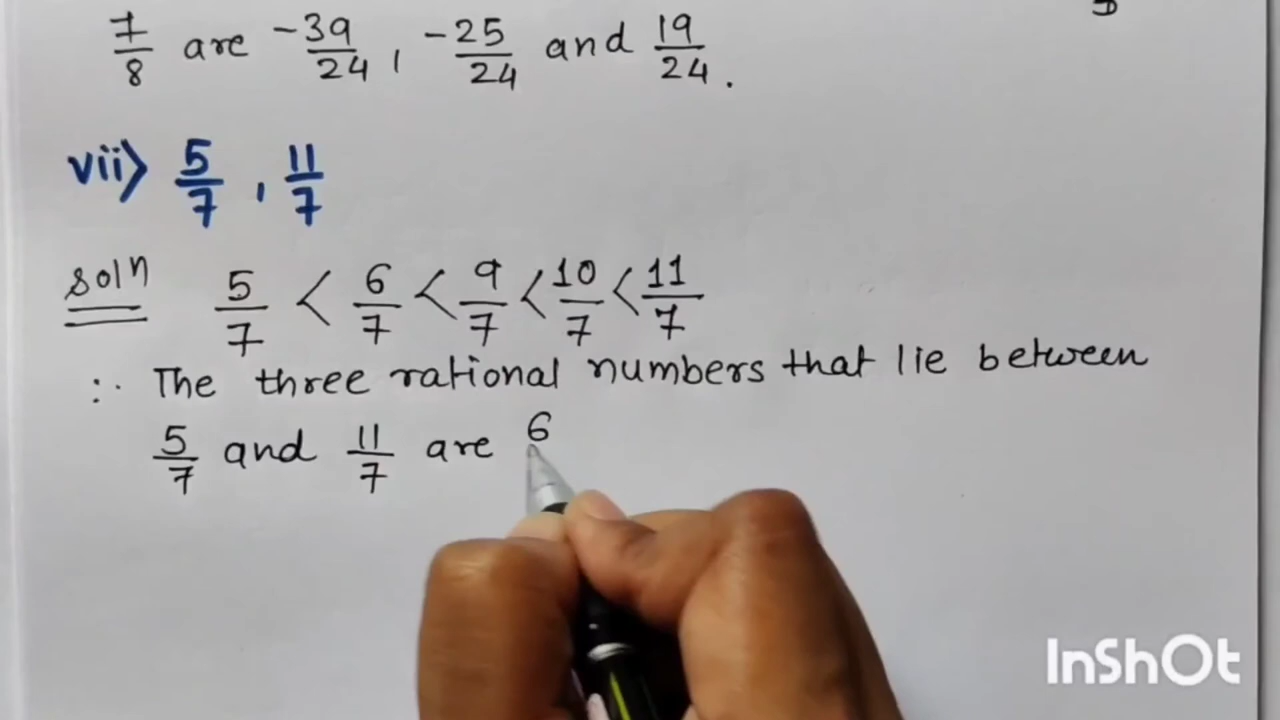 7/8 are -39/24, -25/24 and 19/24.
vii) 5/7, 11/7
Soln 5/7 < 6/7 < 9/7 < 10/7 < 11/7
∴ The three rational numbers that lie between
5/7 and 11/7 are 6
InShOt